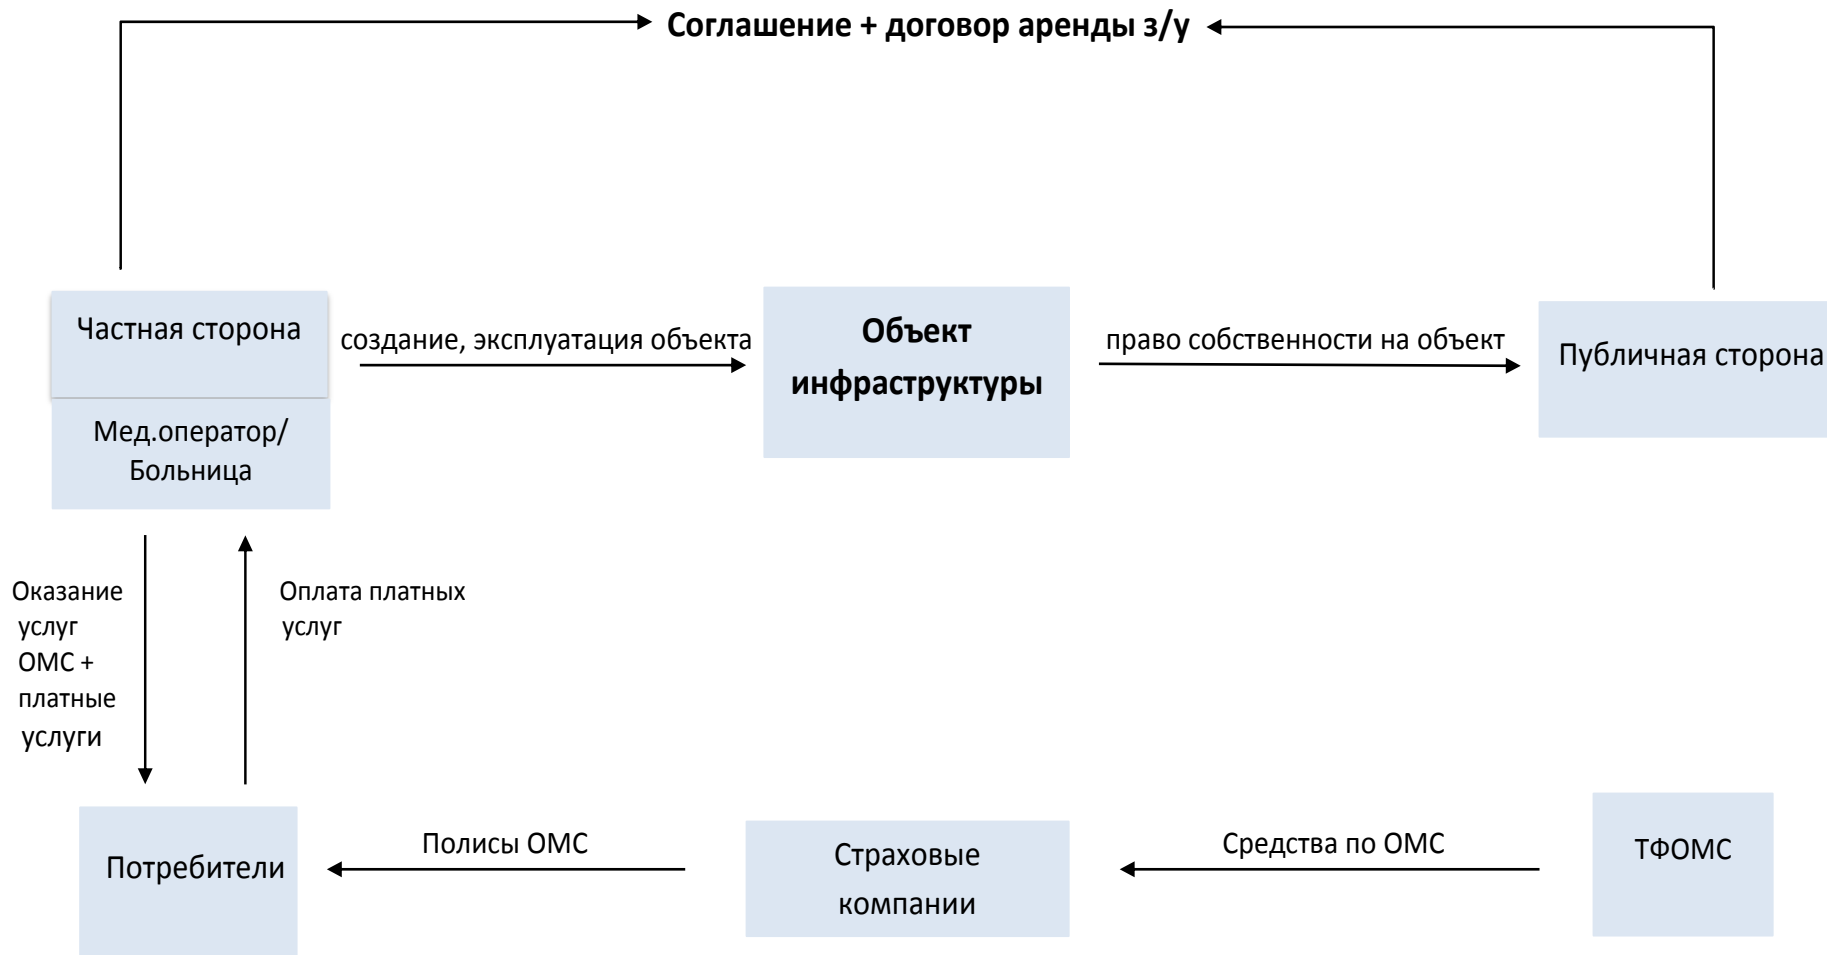 Соглашение + договор аренды з/у
Частная сторона
создание, эксплуатация объекта
Объект
инфраструктуры
право собственности на объект
Публичная сторона
Мед.оператор/
Больница
Оказание
услуг
ОМС +
платные
услуги
Оплата платных
услуг
Потребители
Полисы ОМС
Страховые
компании
Средства по ОМС
ТФОМС